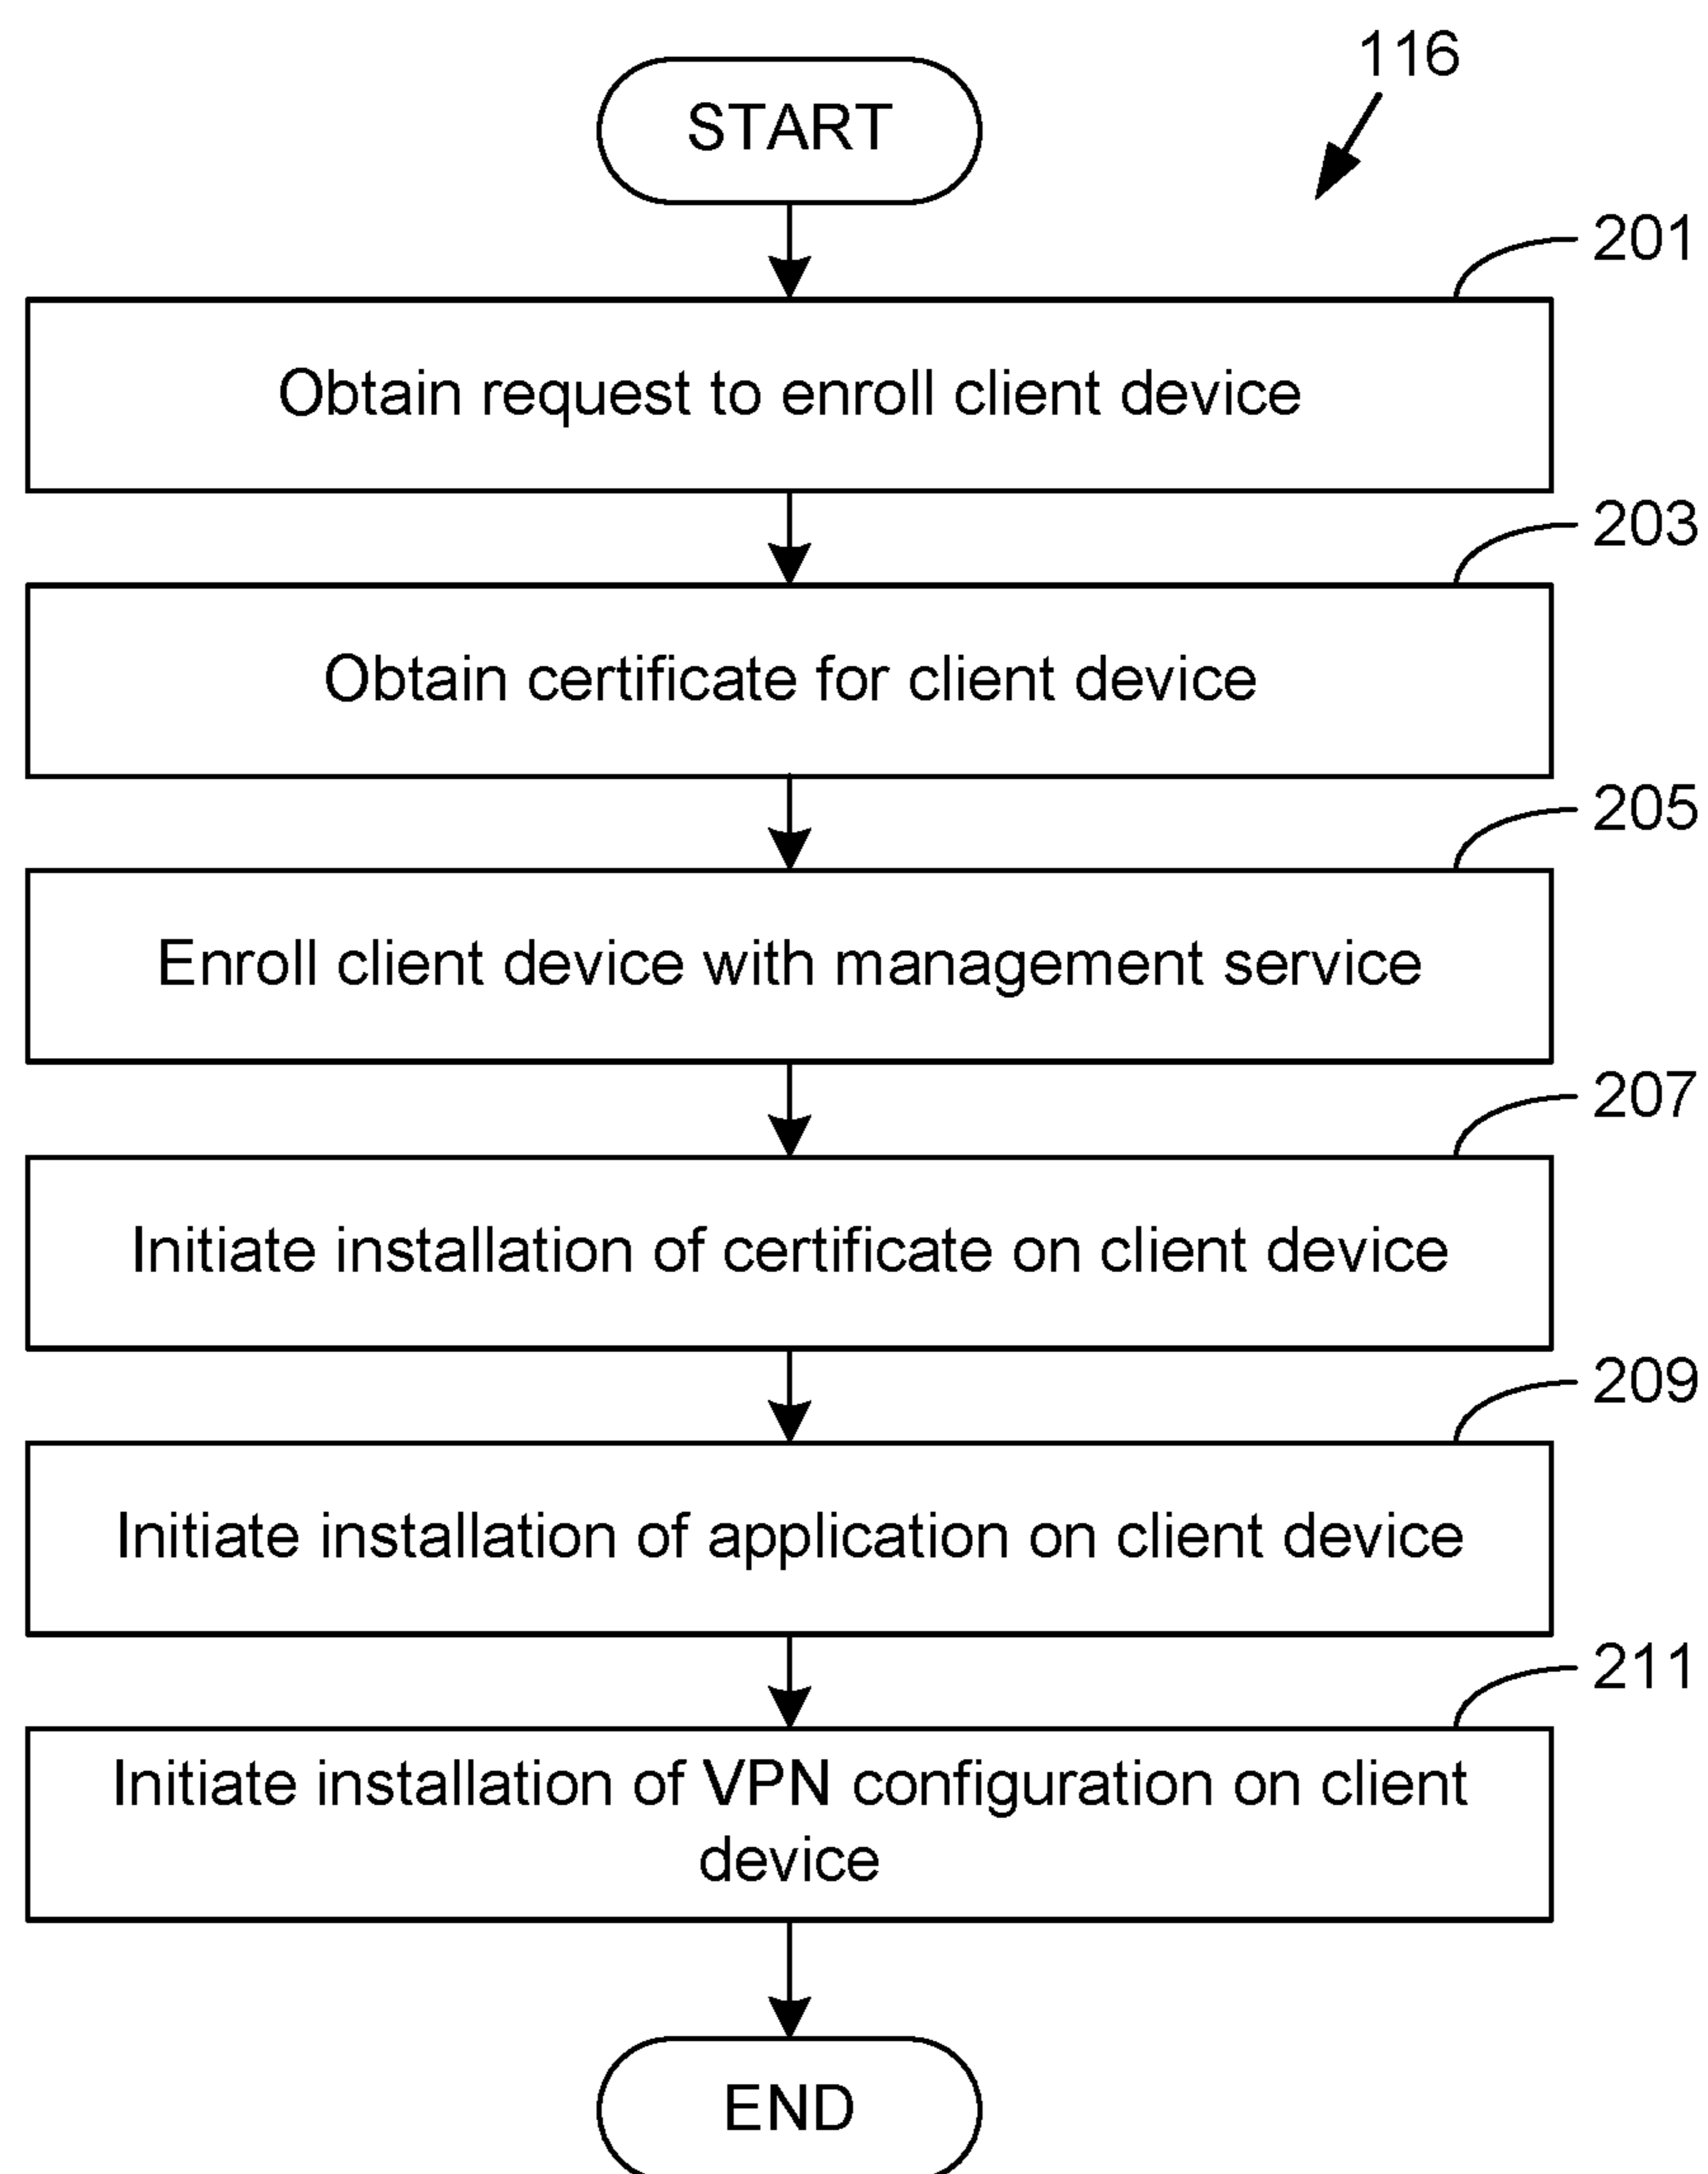 116
START
201
Obtain request to enroll client device
203
Obtain certificate for client device
205
Enroll client device with management service
207
Initiate installation of certificate on client device
209
Initiate installation of application on client device
211
Initiate installation of VPN configuration on client
device
END